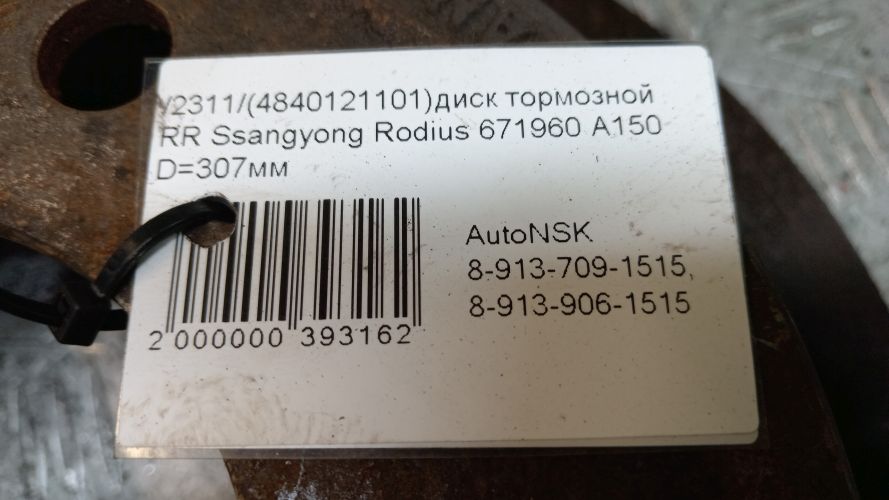 y2311/(4840121101)диск тормозной
RR Ssangyong Rodius 671960 A150
D=307мм
AutoNSK
8-913-709-1515,
8-913-906-1515
2 000000 393162